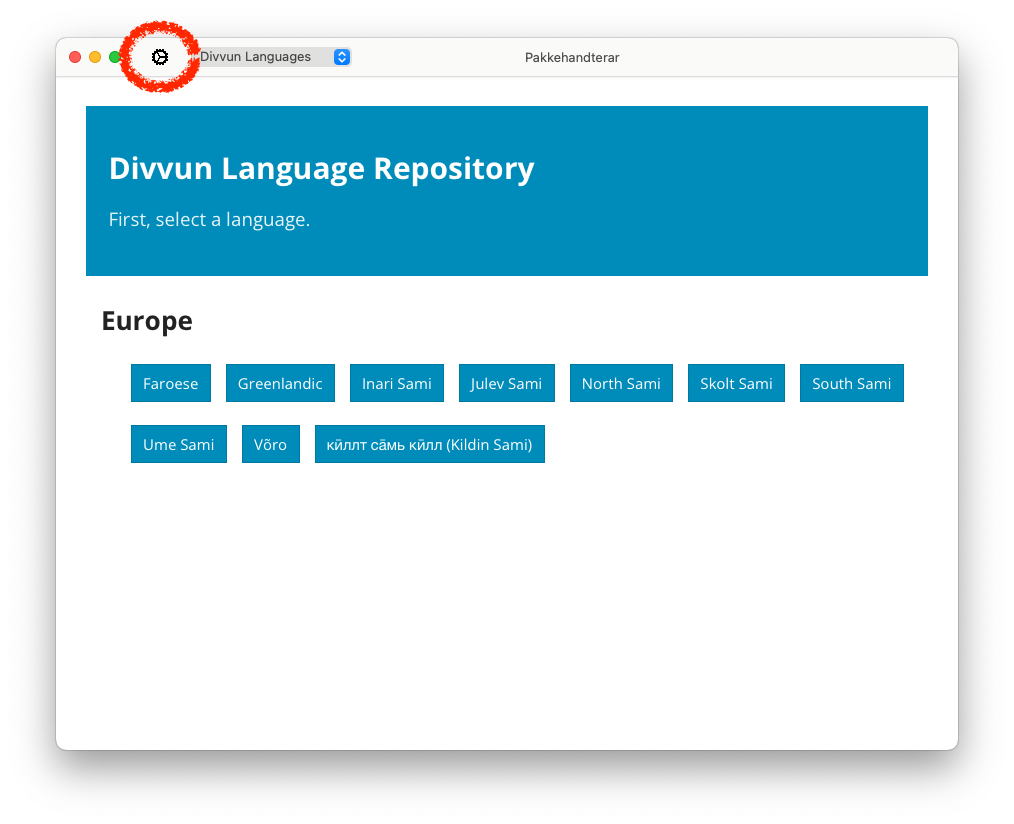 Divvun Languages
Pakkehandterar
Divvun Language Repository
First, select a language.
Europe
Faroese Greenlandic Inari Sami Julev Sami North Sami Skolt Sami South Sami
Ume Sami Võro кӣллт са̄мь кӣлл (Kildin Sami)